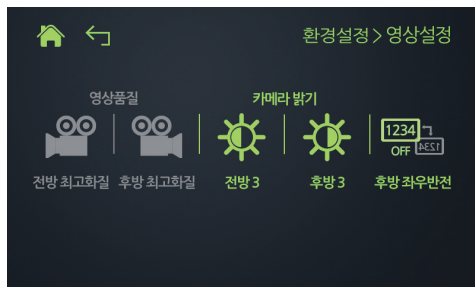 환경설정 > 영상설정
영상품질 카메라 밝기
1234
OFF 1234
전방 최고화질 후방 최고화질 전방 3 후방 3 후방 좌우반전